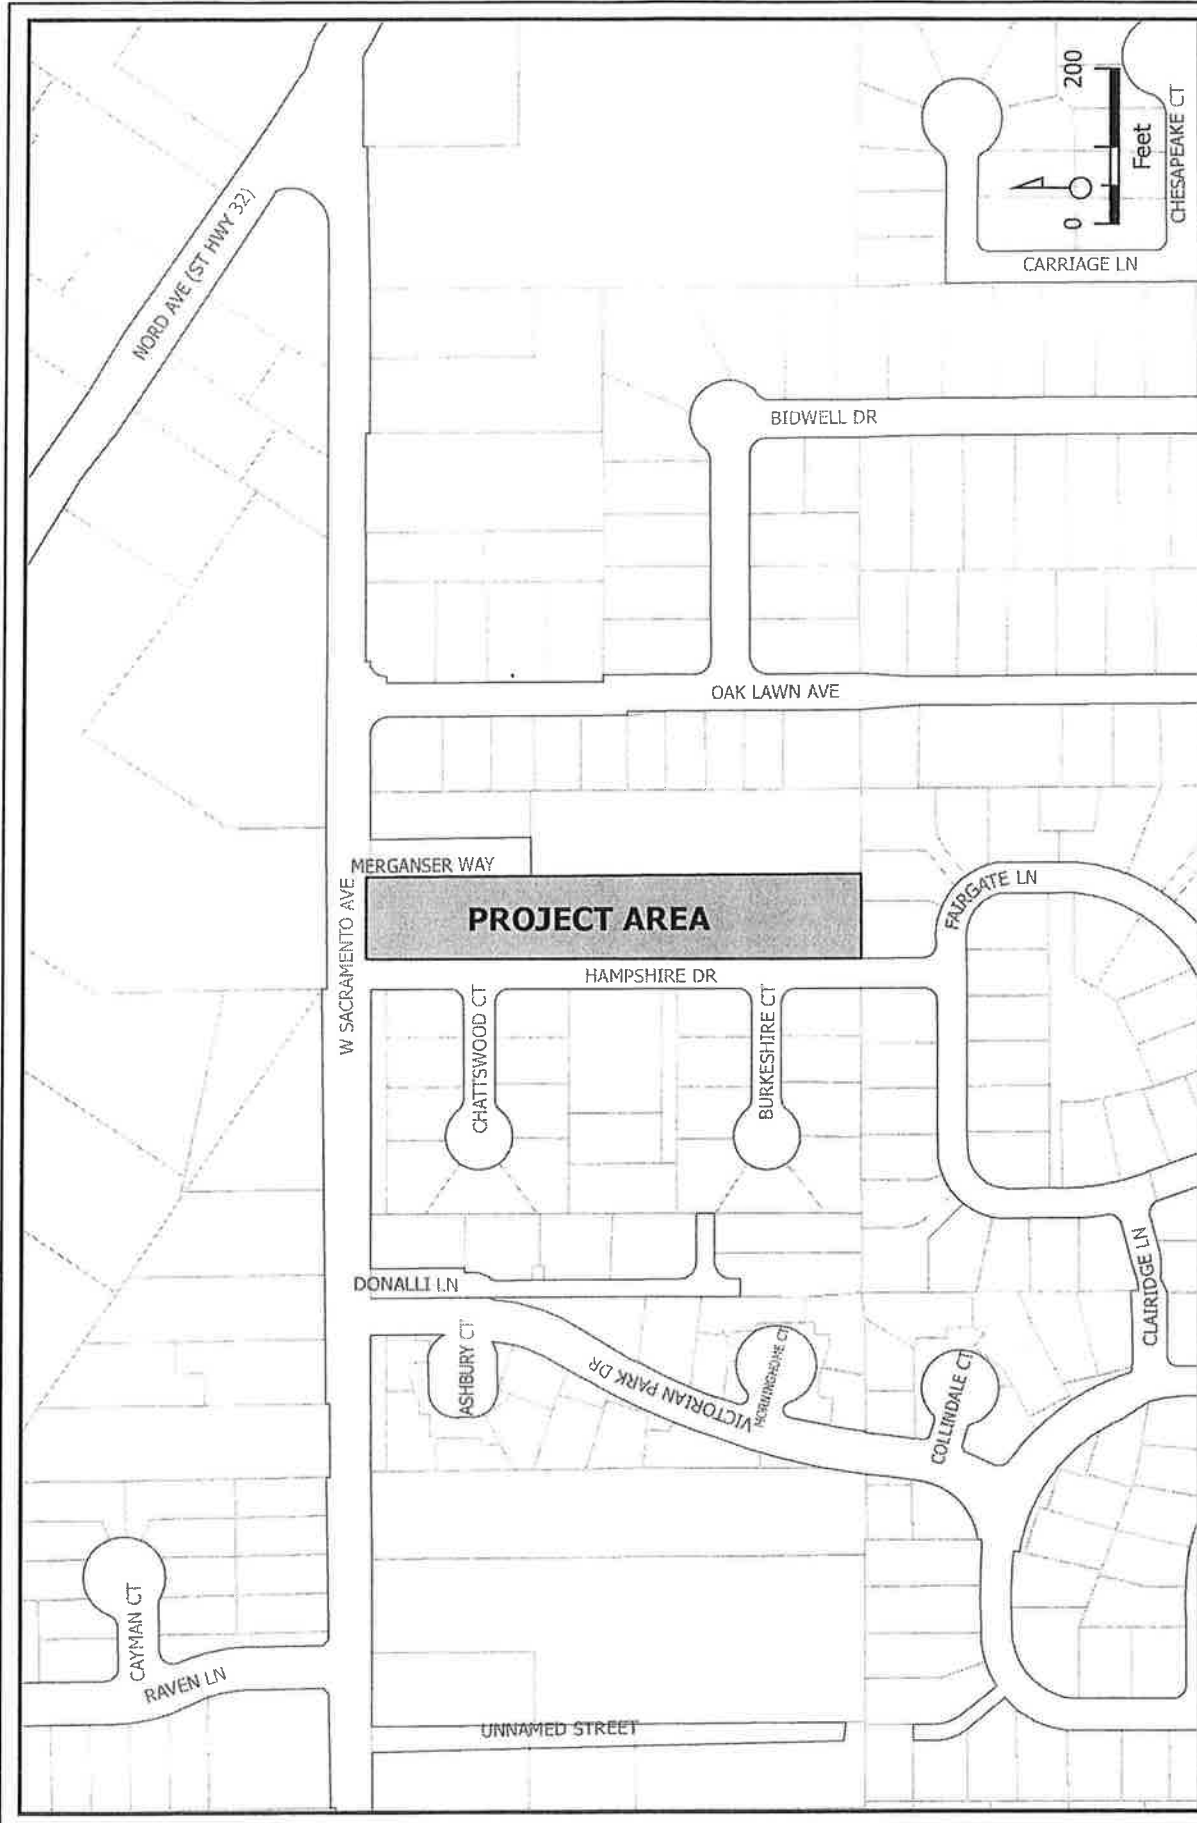 NORD AVE (ST HWY 32)
200
Feet
0
CHESAPEAKE CT
CARRIAGE LN
BIDWELL DR
OAK LAWN AVE
MERGANSER WAY
W SACRAMENTO AVE
PROJECT AREA
FAIRGATE LN
HAMPSHIRE DR
CHATTSWOOD CT
BURKESHIRE CT
DONALLI LN
CLAIRIDGE LN
ASHBURY CT
VICTORIAN PARK DR
MORNINGHOME CT
COLLINDALE CT
CAYMAN CT
RAVEN LN
UNNAMED STREET